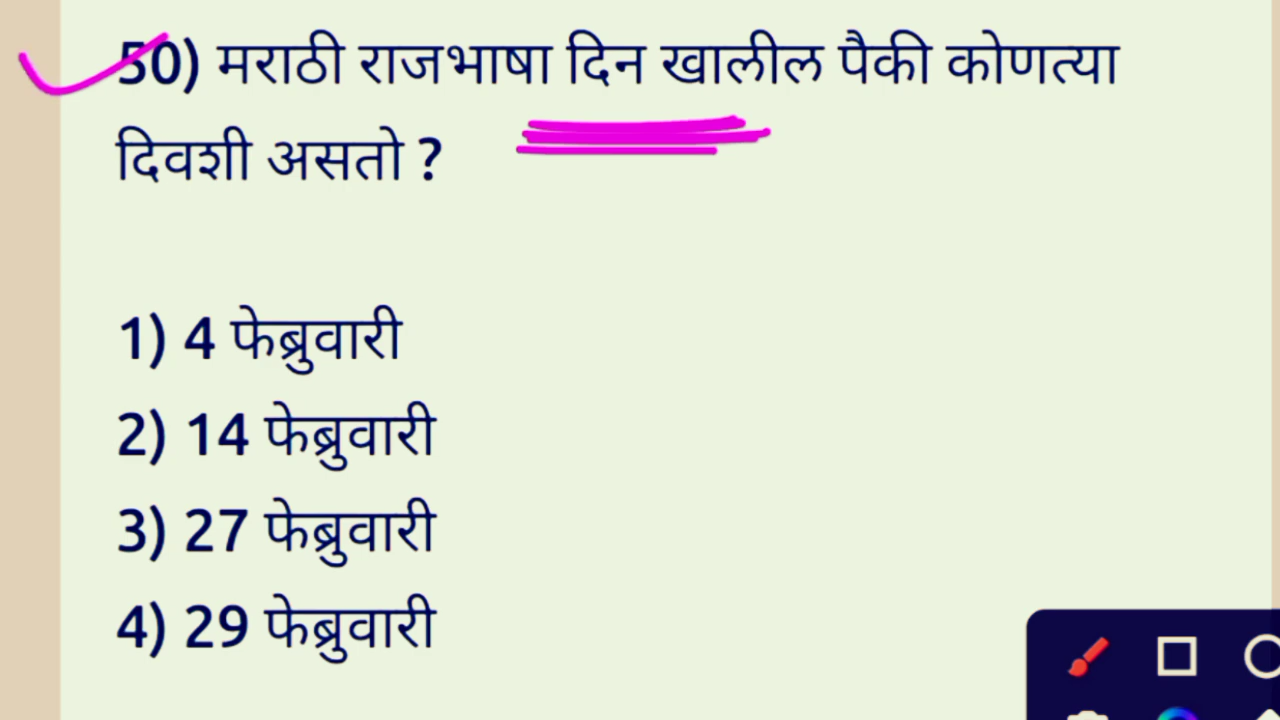 50) मराठी राजभाषा दिन खालील पैकी कोणत्या
दिवशी असतो ?
1) 4 फेब्रुवारी
2) 14 फेब्रुवारी
3) 27 फेब्रुवारी
4) 29 फेब्रुवारी